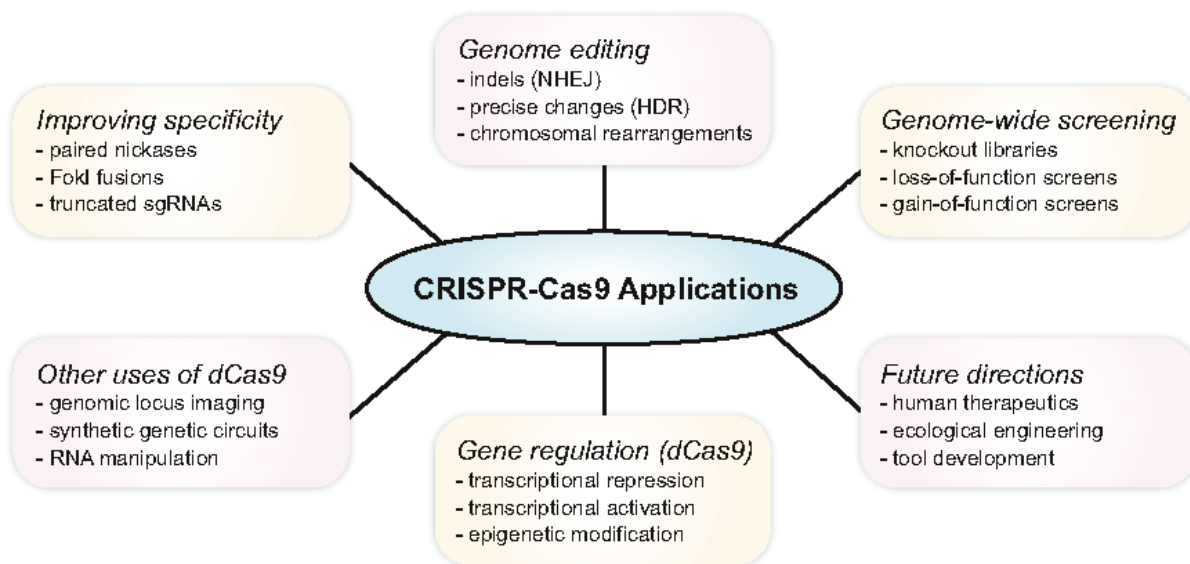 Genome editing
- indels (NHEJ)
- precise changes (HDR)
- chromosomal rearrangements
Improving specificity
- paired nickases
- FokI fusions
- truncated sgRNAs
Genome-wide screening
- knockout libraries
- loss-of-function screens
- gain-of-function screens
CRISPR-Cas9 Applications
Other uses of dCas9
- genomic locus imaging
- synthetic genetic circuits
- RNA manipulation
Gene regulation (dCas9)
- transcriptional repression
- transcriptional activation
- epigenetic modification
Future directions
- human therapeutics
- ecological engineering
- tool development